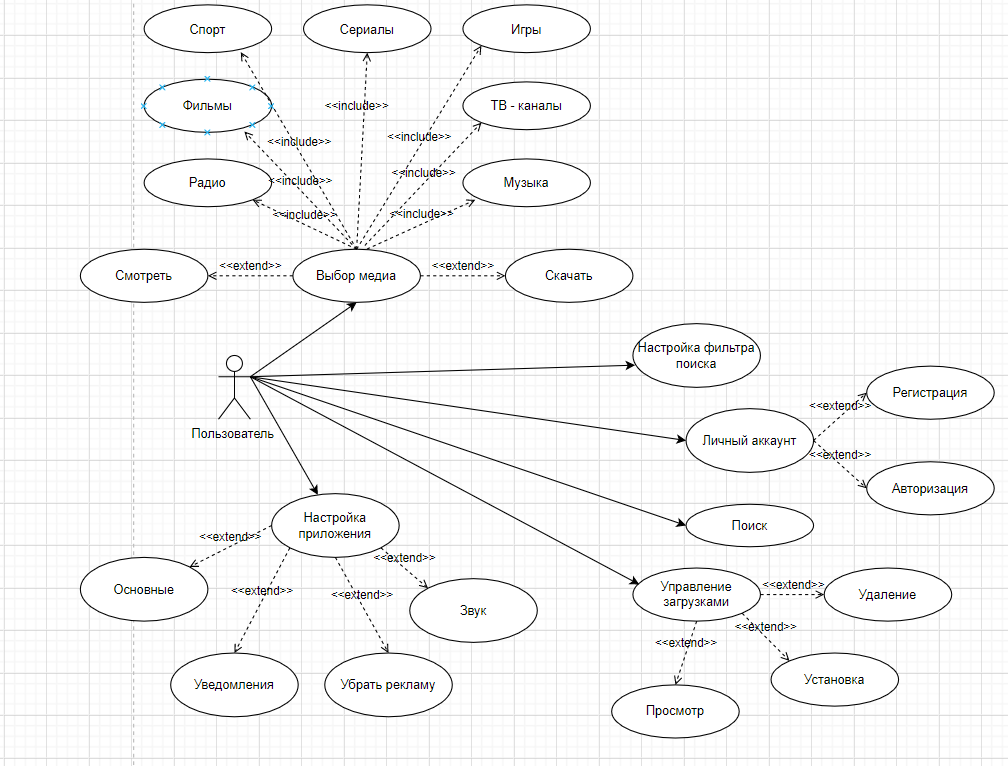 Спорт
Сериалы
Игры
Фильмы
<<include>>
ТВ - каналы
<<include>>
<<include>>
Радио
<<include>>
<<include>>
Музыка
<<include>>
<<include>>
Смотреть
<<extend>>
Выбор медиа
<<extend>>
Скачать
Настройка фильтра
поиска
Пользователь
Личный аккаунт
<<extend>>
Регистрация
<<extend>>
Авторизация
Поиск
Настройка
приложения
<<extend>>
<<extend>>
Основные
<<extend>>
<<extend>>
Звук
Уведомления
Убрать рекламу
Управление
загрузками
<<extend>>
Удаление
<<extend>>
<<extend>>
Установка
Просмотр